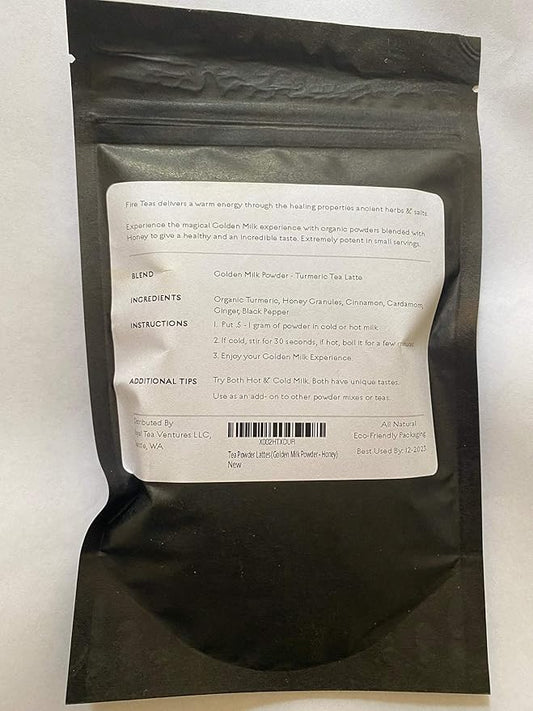 Fire Teas delivers a warm energy through the healing properties ancient herbs & salts.
Experience the magical Golden Milk experience with organic powders blended with
Honey to give a healthy and an incredible taste. Extremely potent in small servings.
BLEND Golden Milk Powder - Turmeric Tea Latte
INGREDIENTS Organic Turmeric, Honey Granules, Cinnamon, Cardamom,
Ginger, Black Pepper
INSTRUCTIONS 1. Put .5 - 1 gram of powder in cold or hot milk
2. If cold, stir for 30 seconds, if hot, boil it for a few
3. Enjoy your Golden Milk Experience.
ADDITIONAL TIPS Try Both Hot & Cold Milk. Both have unique tastes.
Use as an add- on to other powder mixes or teas.
By
Tea Ventures LLC,
WA
X002HTXOUR
Tea Powder Lattes (Golden Milk Powder - Honey)
New
All Natural
Eco-Friendly Packaging
Best Used By: 12-2023